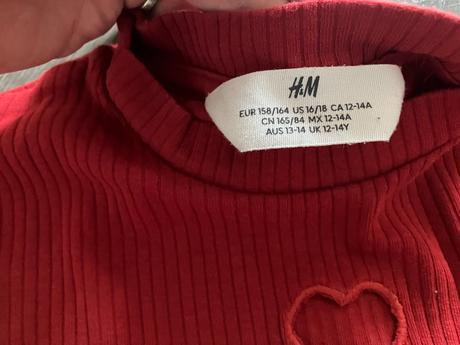 H&M
EUR 158/164 US 16/18 CA 12-14A
CN 165/84 MX 12-14A
AUS 13-14 UK 12-14Y